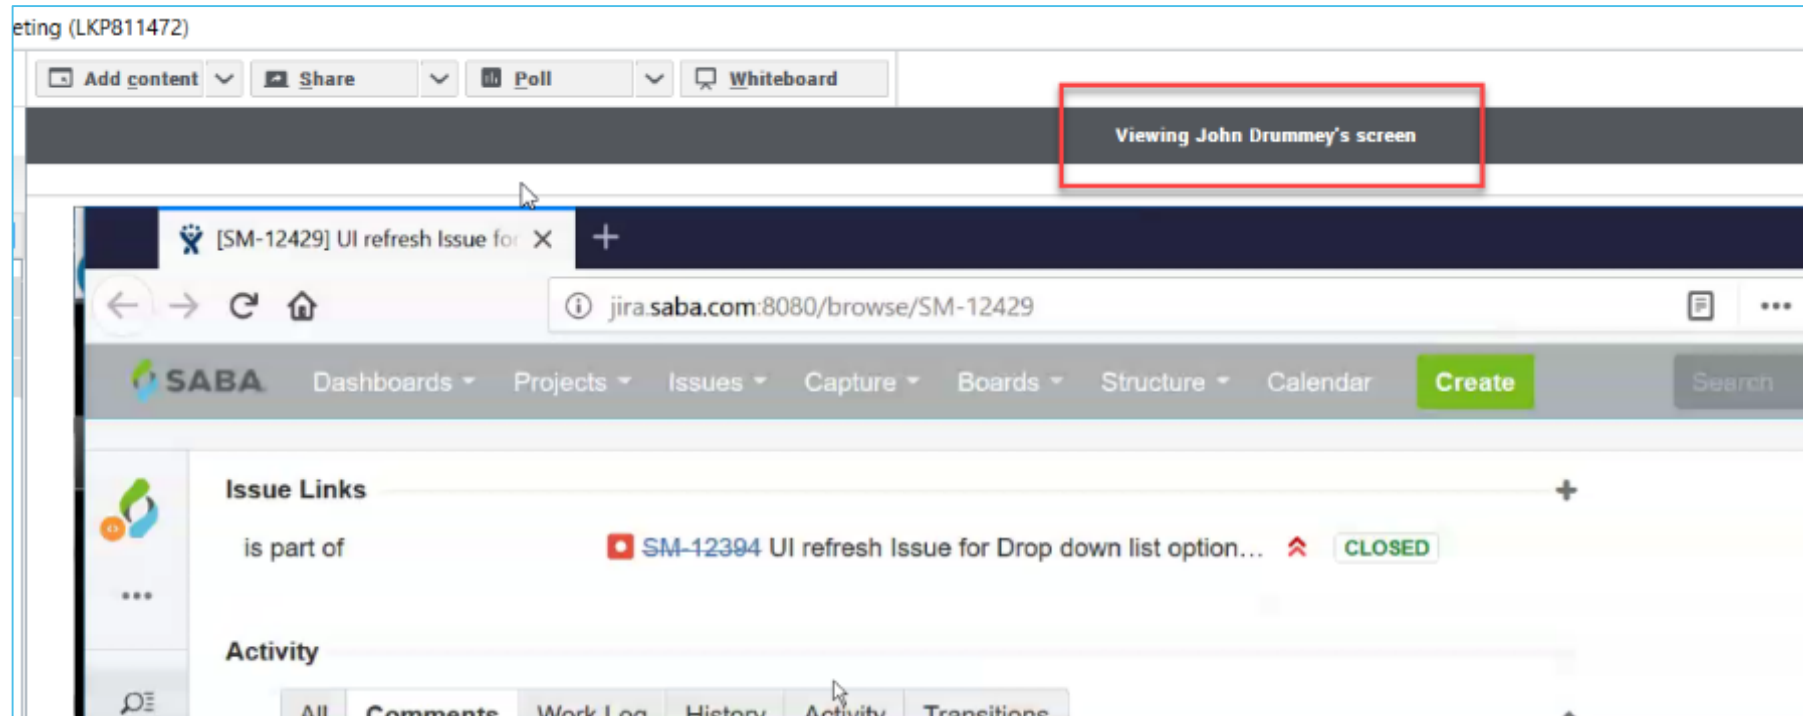 eting (LKP811472)
Add content Share Poll Whiteboard
Viewing John Drummey's screen
[SM-12429] UI refresh Issue for
jira.saba.com:8080/browse/SM-12429
SABA Dashboards Projects Issues Capture Boards Structure Calendar Create Search
Issue Links
is part of SM-12394 UI refresh Issue for Drop down list option... CLOSED
Activity
All Comments Work Log History Activity Transitions